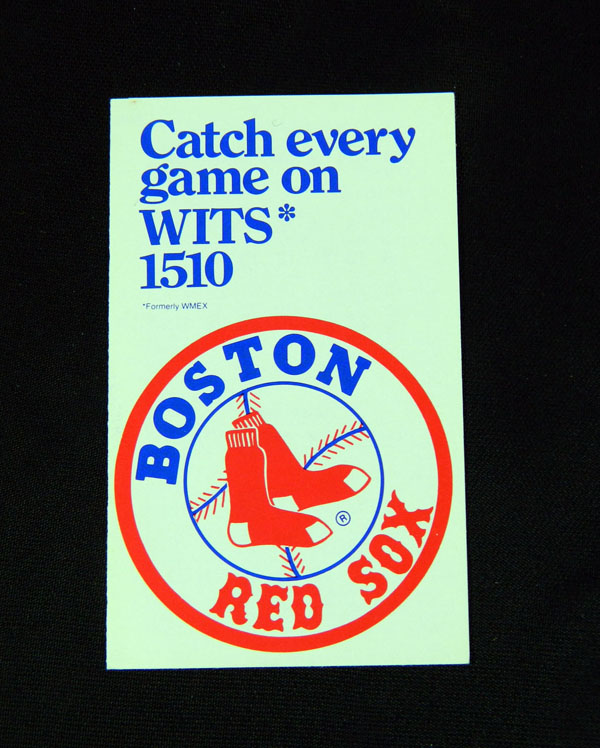 Catch every
game on
WITS*
1510
*Formerly WMEX
BOSTON
RED SOX
®